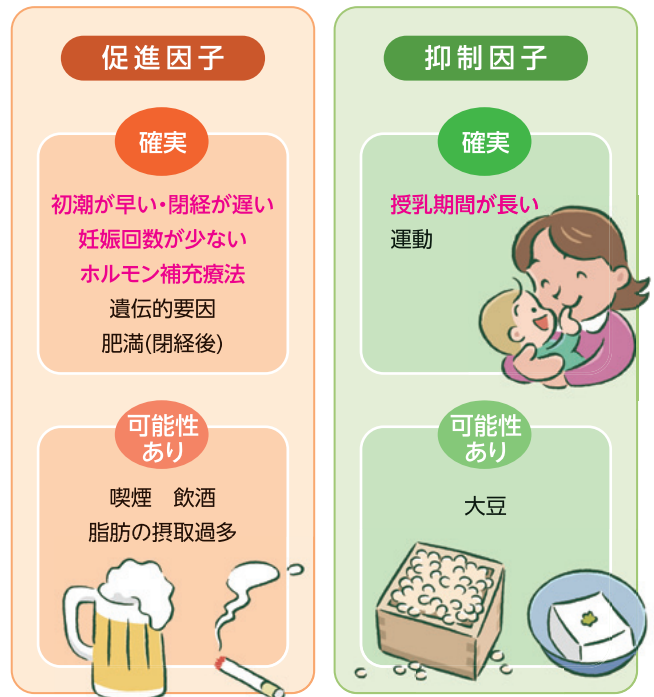 促進因子
確実
初潮が早い・閉経が遅い
妊娠回数が少ない
ホルモン補充療法
遺伝的要因
肥満(閉経後)
可能性
あり
喫煙　飲酒
脂肪の摂取過多
抑制因子
確実
授乳期間が長い
運動
可能性
あり
大豆